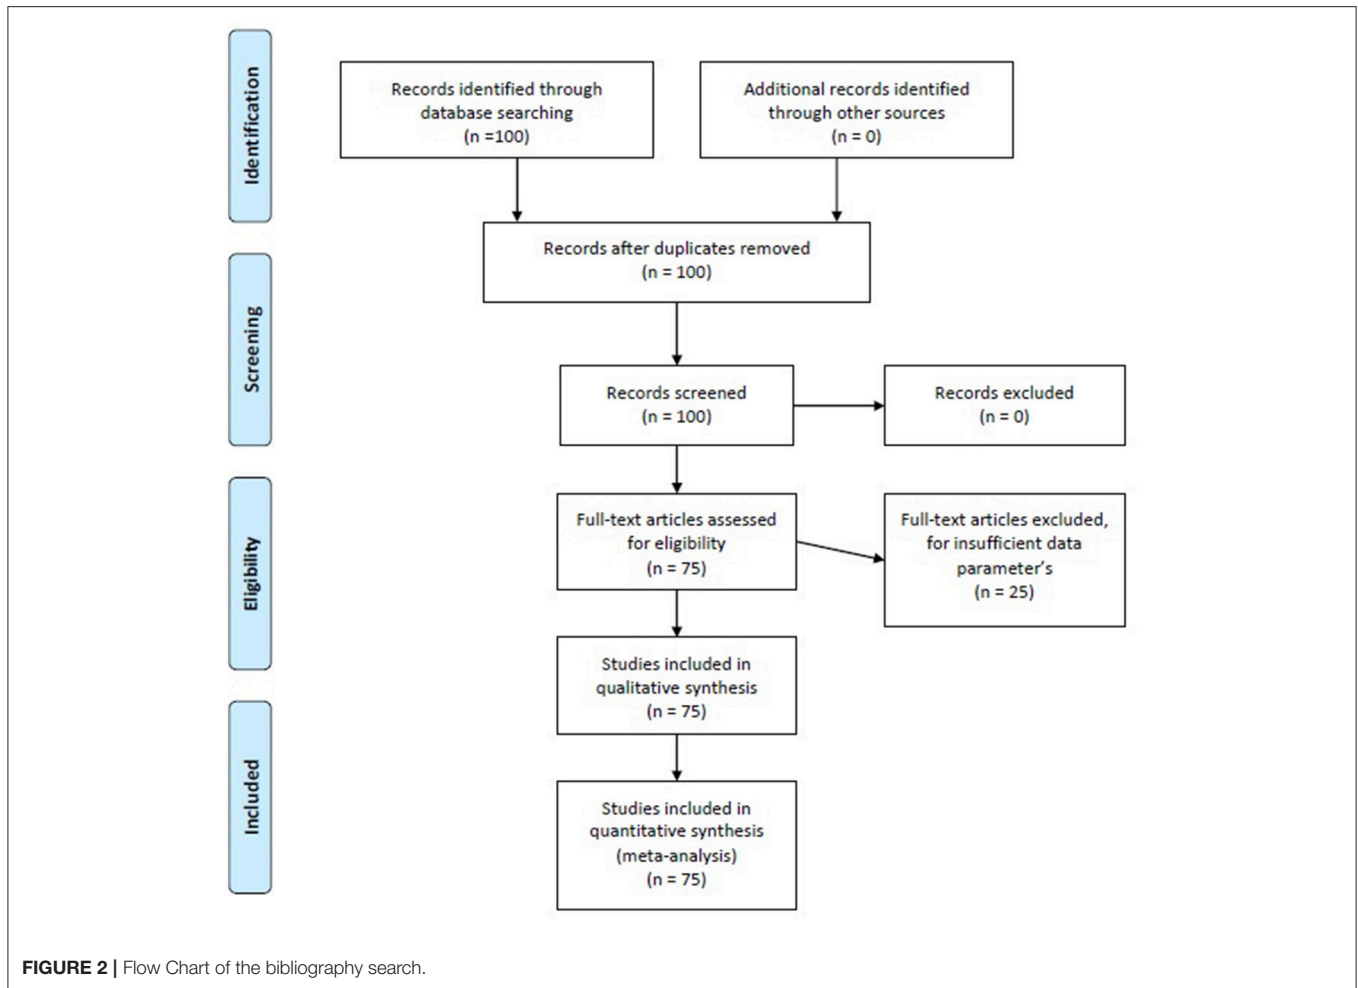 Identification
Records identified through
database searching
(n =100)
Additional records identified
through other sources
(n = 0)
Records after duplicates removed
(n = 100)
Screening
Records screened
(n = 100)
Records excluded
(n = 0)
Eligibility
Full-text articles assessed
for eligibility
(n = 75)
Full-text articles excluded,
for insufficient data
parameter's
(n = 25)
Studies included in
qualitative synthesis
(n = 75)
Included
Studies included in
quantitative synthesis
(meta-analysis)
(n = 75)
FIGURE 2 | Flow Chart of the bibliography search.